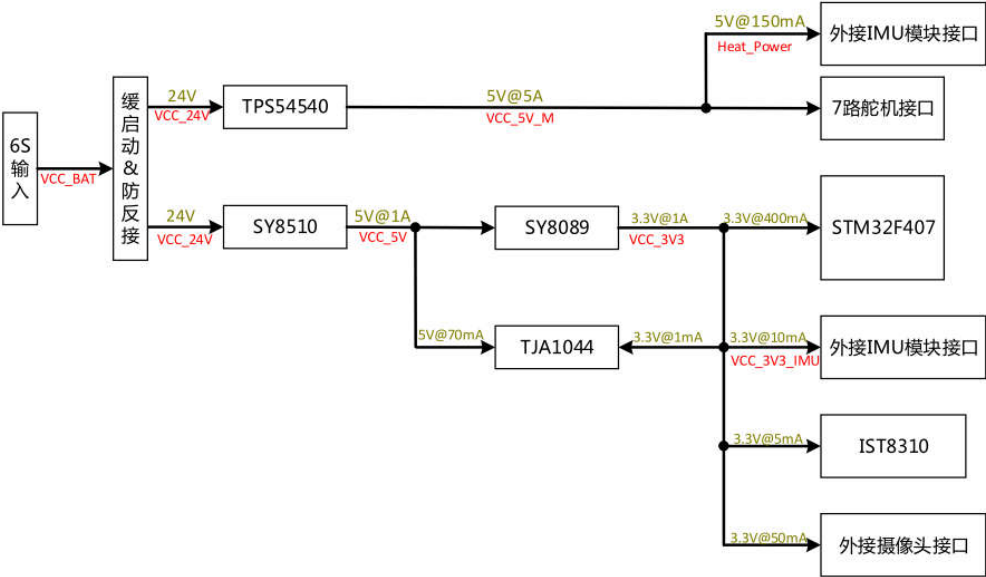 5V@150mA
Heat_Power
外接IMU模块接口
24V
VCC_24V
TPS54540
5V@5A
VCC_5V_M
7路舵机接口
6S
输
入
VCC_BAT
缓
启
动
&
防
反
接
24V
VCC_24V
SY8510
5V@1A
VCC_5V
SY8089
3.3V@1A
VCC_3V3
3.3V@400mA
STM32F407
5V@70mA
TJA1044
3.3V@1mA
3.3V@10mA
VCC_3V3_IMU
外接IMU模块接口
3.3V@5mA
IST8310
3.3V@50mA
外接摄像头接口